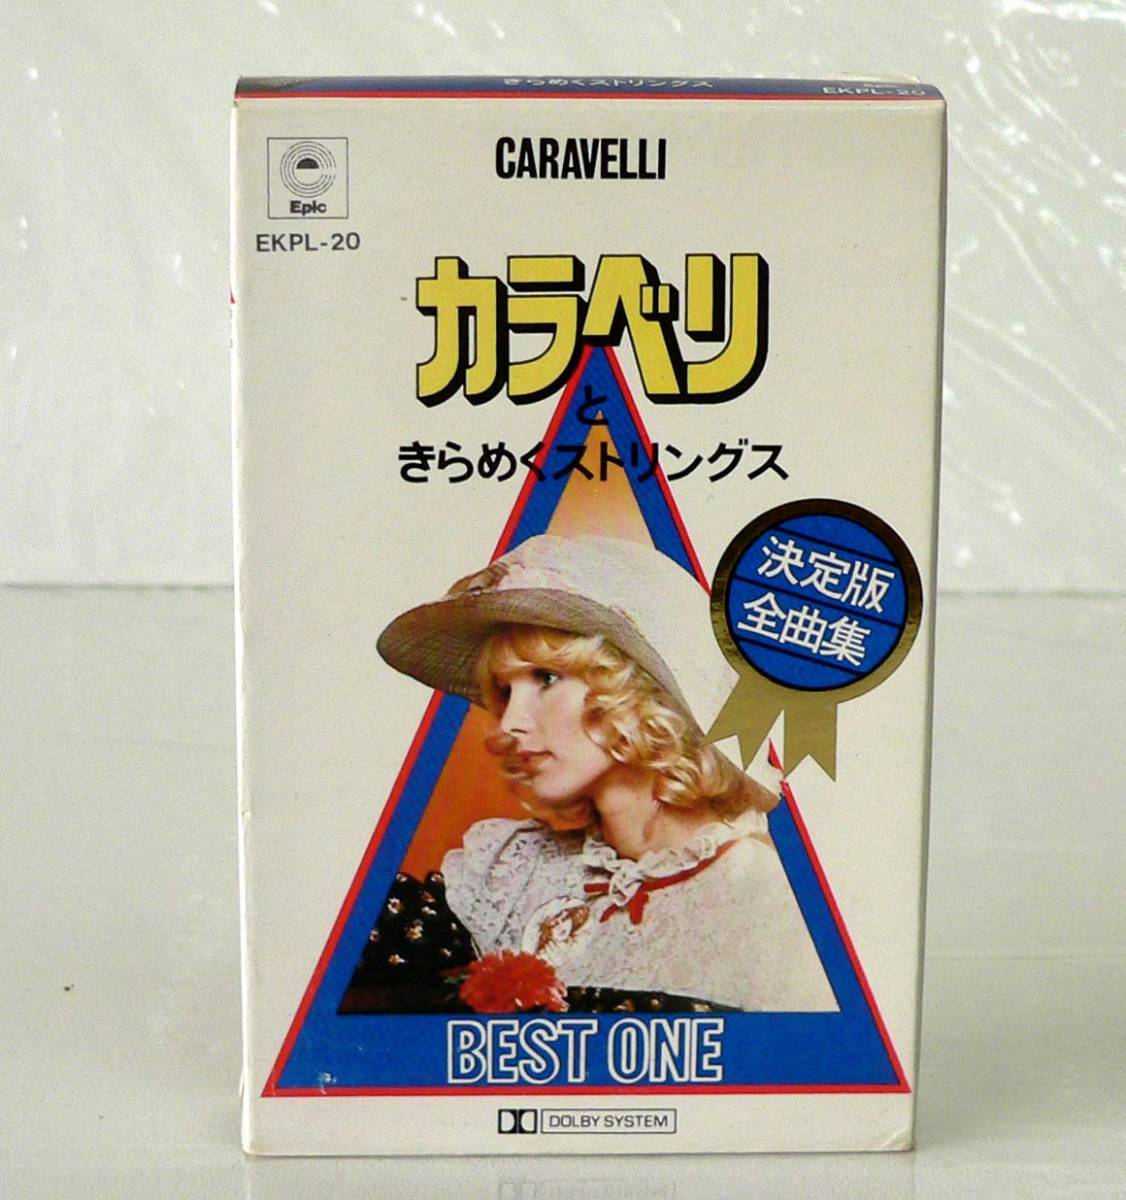 きらめくストリングス
EKPL-20
CARAVELLI
Epic
EKPL-20
カラベリ
と
きらめくストリングス
決定版
全曲集
BEST ONE
DOLBY SYSTEM